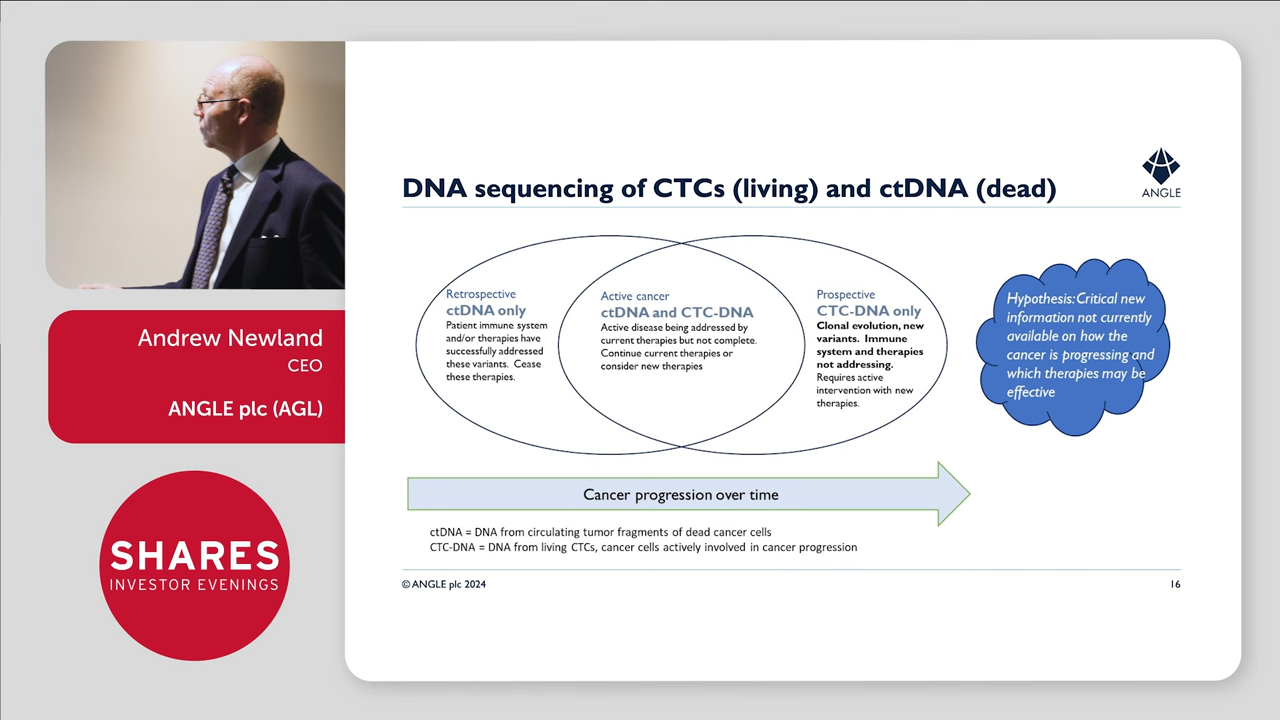 Andrew Newland
CEO
ANGLE plc (AGL)
SHARES
INVESTOR EVENINGS
DNA sequencing of CTCs (living) and ctDNA (dead)
ANGLE
Retrospective
ctDNA only
Patient immune system
and/or therapies have
successfully addressed
these variants. Cease
these therapies.
Active cancer
ctDNA and CTC-DNA
Active disease being addressed by
current therapies but not complete.
Continue current therapies or
consider new therapies
Prospective
CTC-DNA only
Clonal evolution, new
variants. Immune
system and therapies
not addressing.
Requires active
intervention with new
therapies.
Hypothesis: Critical new
information not currently
available on how the
cancer is progressing and
which therapies may be
effective
Cancer progression over time
ctDNA = DNA from circulating tumor fragments of dead cancer cells
CTC-DNA = DNA from living CTCs, cancer cells actively involved in cancer progression
© ANGLE plc 2024
16